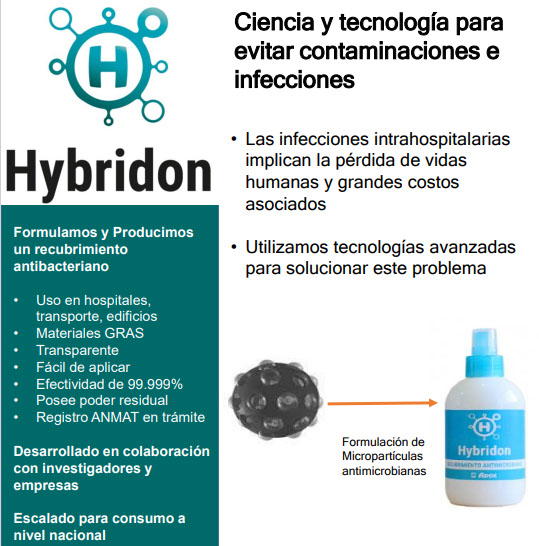 H
Hybridon
Formulamos y Producimos
un recubrimiento
antibacteriano
• Uso en hospitales,
transporte, edificios
• Materiales GRAS
• Transparente
• Fácil de aplicar
• Efectividad de 99.999%
• Posee poder residual
• Registro ANMAT en trámite
Desarrollado en colaboración
con investigadores y
empresas
Escalado para consumo a
nivel nacional
Ciencia y tecnología para
evitar contaminaciones e
infecciones
• Las infecciones intrahospitalarias
implican la pérdida de vidas
humanas y grandes costos
asociados
• Utilizamos tecnologías avanzadas
para solucionar este problema
Formulación de
Micropartículas
antimicrobianas
H
Hybridon
RECUBRIMIENTO ANTIMICROBIANO